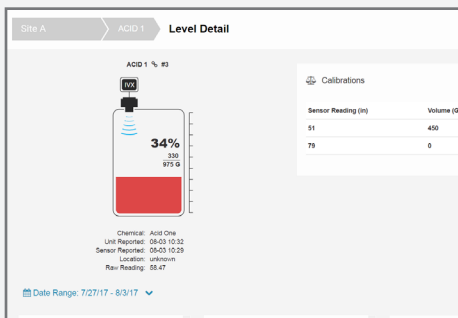 Site A
ACID 1
Level Detail
ACID 1 #3
IVX
34%
330
975 G
Chemical: Acid One
Unit Reported: 08-03 10:32
Sensor Reported: 08-03 10:29
Location: unknown
Raw Reading: 58.47
Date Range: 7/27/17 - 8/3/17
Calibrations
Sensor Reading (in) Volume (G
51 450
79 0